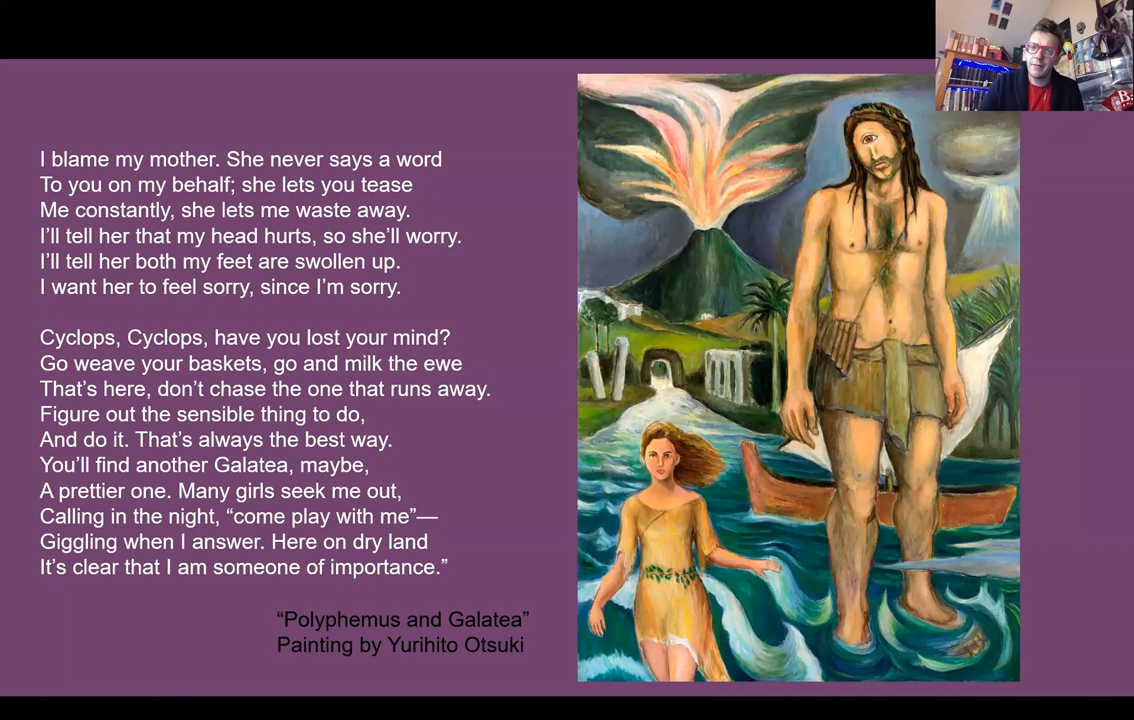 I blame my mother. She never says a word
To you on my behalf; she lets you tease
Me constantly, she lets me waste away.
I’ll tell her that my head hurts, so she’ll worry.
I’ll tell her both my feet are swollen up.
I want her to feel sorry, since I’m sorry.
Cyclops, Cyclops, have you lost your mind?
Go weave your baskets, go and milk the ewe
That’s here, don’t chase the one that runs away.
Figure out the sensible thing to do,
And do it. That’s always the best way.
You’ll find another Galatea, maybe,
A prettier one. Many girls seek me out,
Calling in the night, “come play with me”—
Giggling when I answer. Here on dry land
It’s clear that I am someone of importance.”
“Polyphemus and Galatea”
Painting by Yurihito Otsuki